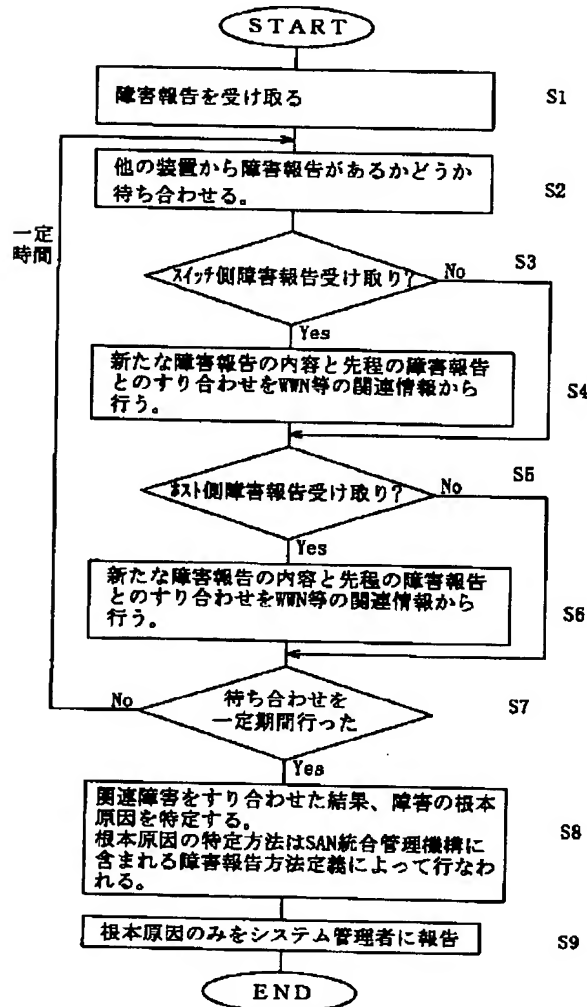 START
障害報告を受け取る
S1
他の装置から障害報告があるかどうか
待ち合わせる。
S2
一定
時間
スイッチ側障害報告受け取り?
No
S3
Yes
新たな障害報告の内容と先程の障害報告
とのすり合わせをWWN等の関連情報から
行う。
S4
ホスト側障害報告受け取り?
No
S5
Yes
新たな障害報告の内容と先程の障害報告
とのすり合わせをWWN等の関連情報から
行う。
S6
待ち合わせを
一定期間行った
No
S7
Yes
関連障害をすり合わせた結果、障害の根本
原因を特定する。
根本原因の特定方法はSAN統合管理機構に
含まれる障害報告方法定義によって行なわ
れる。
S8
根本原因のみをシステム管理者に報告
S9
END